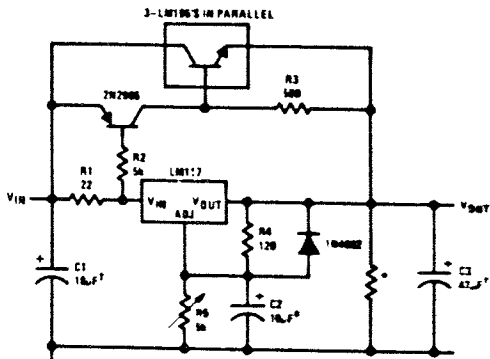 3-LM195'S IN PARALLEL
2N2905
R3
500
R2
5k
R1
22
LM117
VIN
VIN
VOUT
ADJ
VOUT
R4
120
1N4002
C1
10μF†
R5
5k
C2
10μF*
*
C3
47μF†